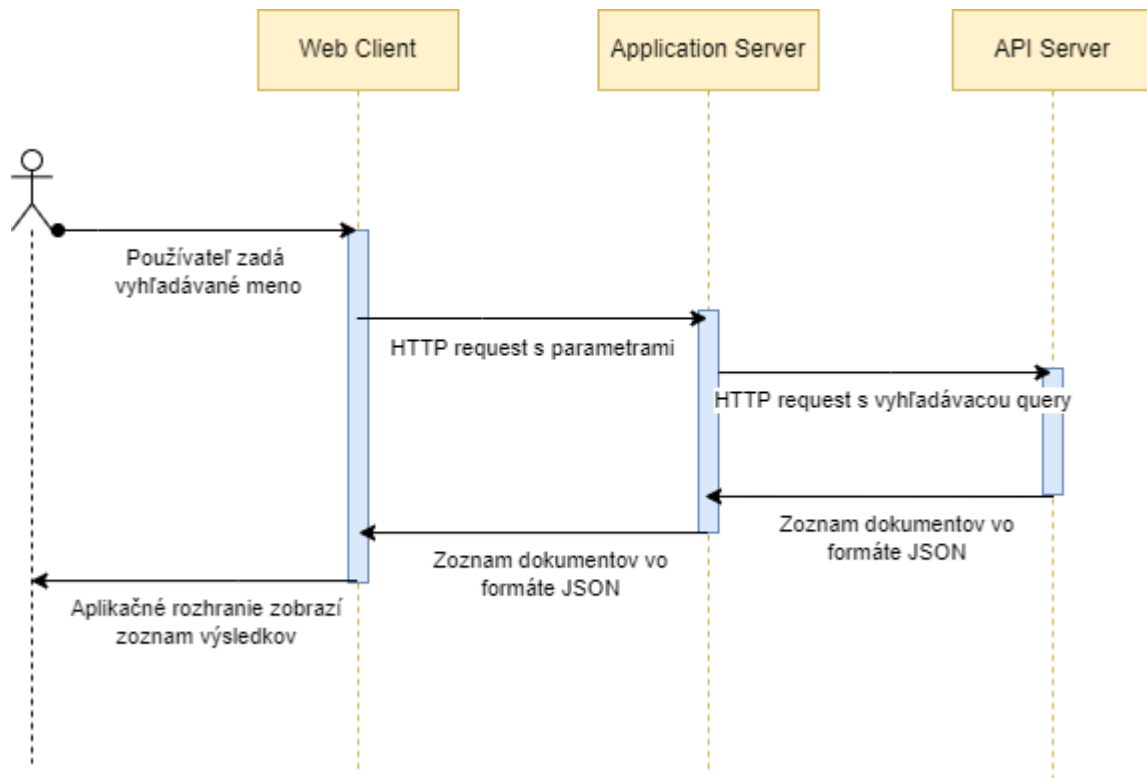 Web Client
Application Server
API Server
Používateľ zadá
vyhľadávané meno
HTTP request s parametrami
HTTP request s vyhľadávacou query
Zoznam dokumentov vo
formáte JSON
Zoznam dokumentov vo
formáte JSON
Aplikačné rozhranie zobrazí
zoznam výsledkov